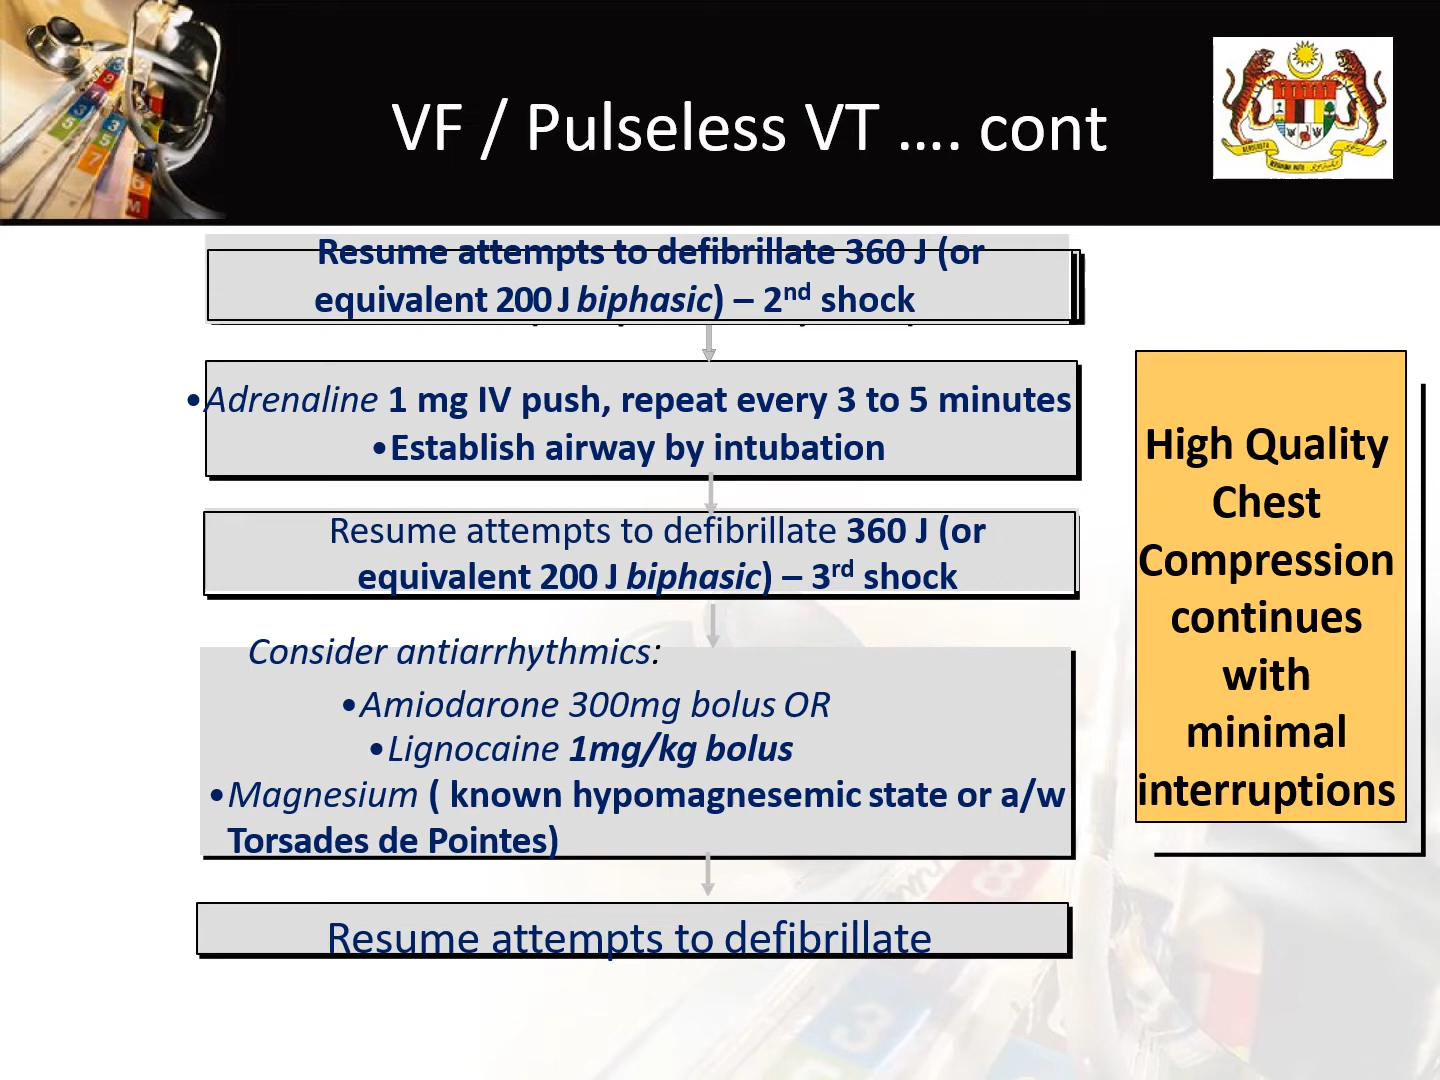 VF / Pulseless VT .... cont
Resume attempts to defibrillate 360 J (or
equivalent 200 J biphasic) – 2nd shock
•Adrenaline 1 mg IV push, repeat every 3 to 5 minutes
•Establish airway by intubation
Resume attempts to defibrillate 360 J (or
equivalent 200 J biphasic) – 3rd shock
Consider antiarrhythmics:
•Amiodarone 300mg bolus OR
•Lignocaine 1mg/kg bolus
•Magnesium ( known hypomagnesemic state or a/w
Torsades de Pointes)
Resume attempts to defibrillate
High Quality
Chest
Compression
continues
with
minimal
interruptions